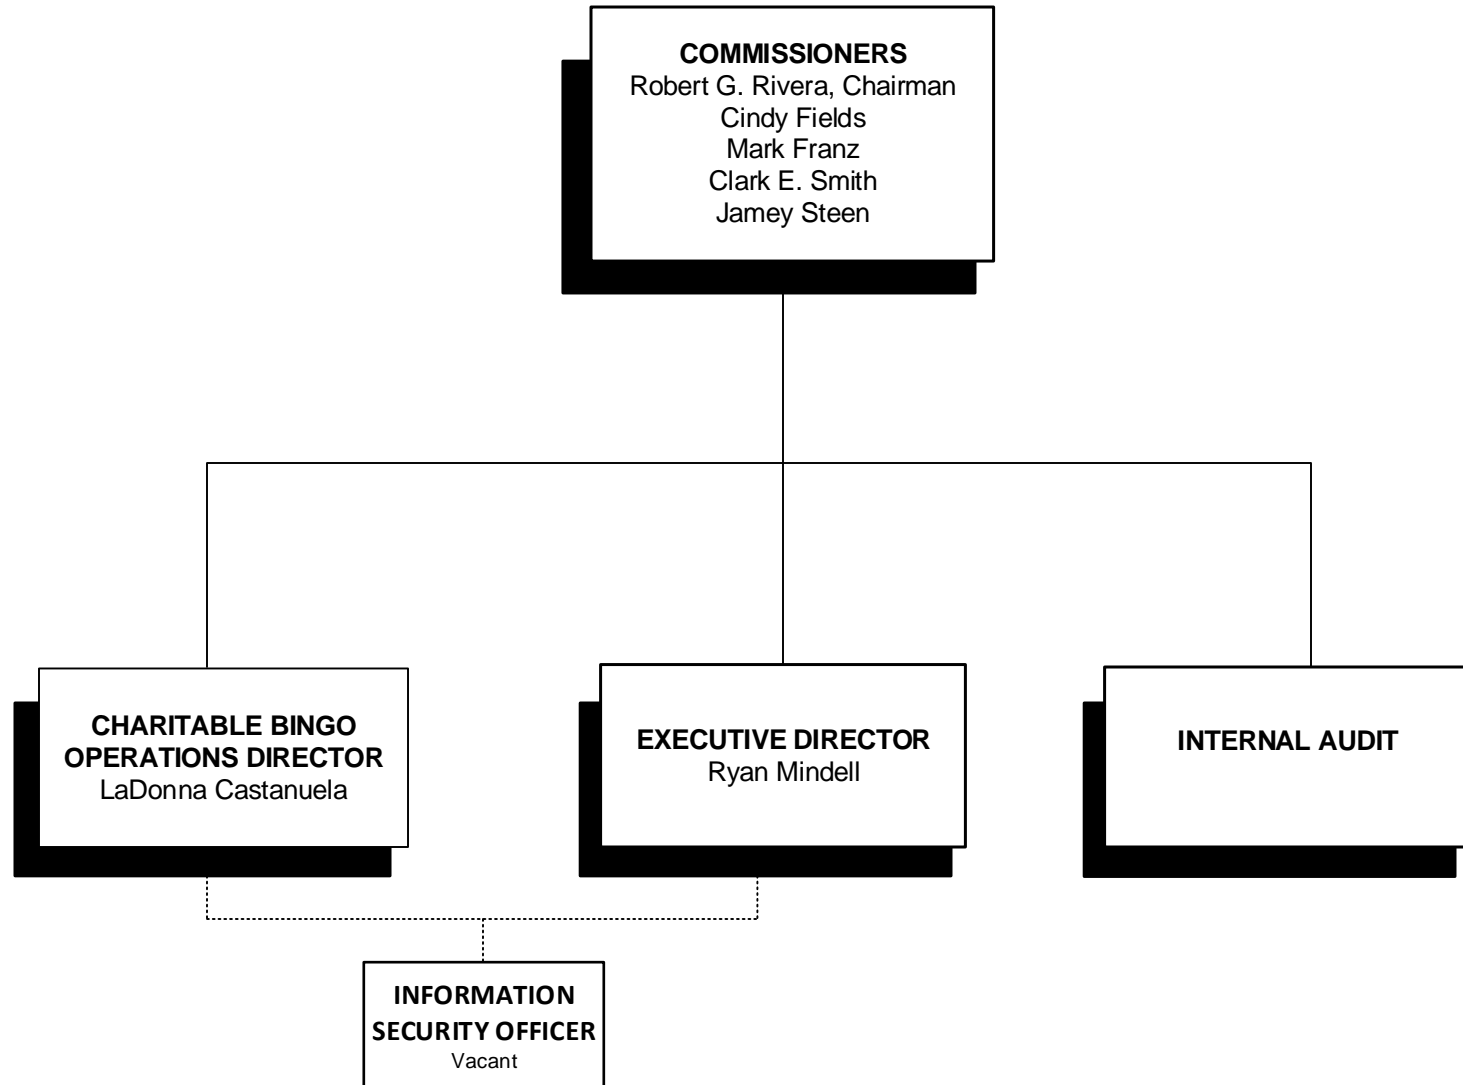 COMMISSIONERS
Robert G. Rivera, Chairman
Cindy Fields
Mark Franz
Clark E. Smith
Jamey Steen
CHARITABLE BINGO
OPERATIONS DIRECTOR
LaDonna Castanuela
EXECUTIVE DIRECTOR
Ryan Mindell
INTERNAL AUDIT
INFORMATION
SECURITY OFFICER
Vacant